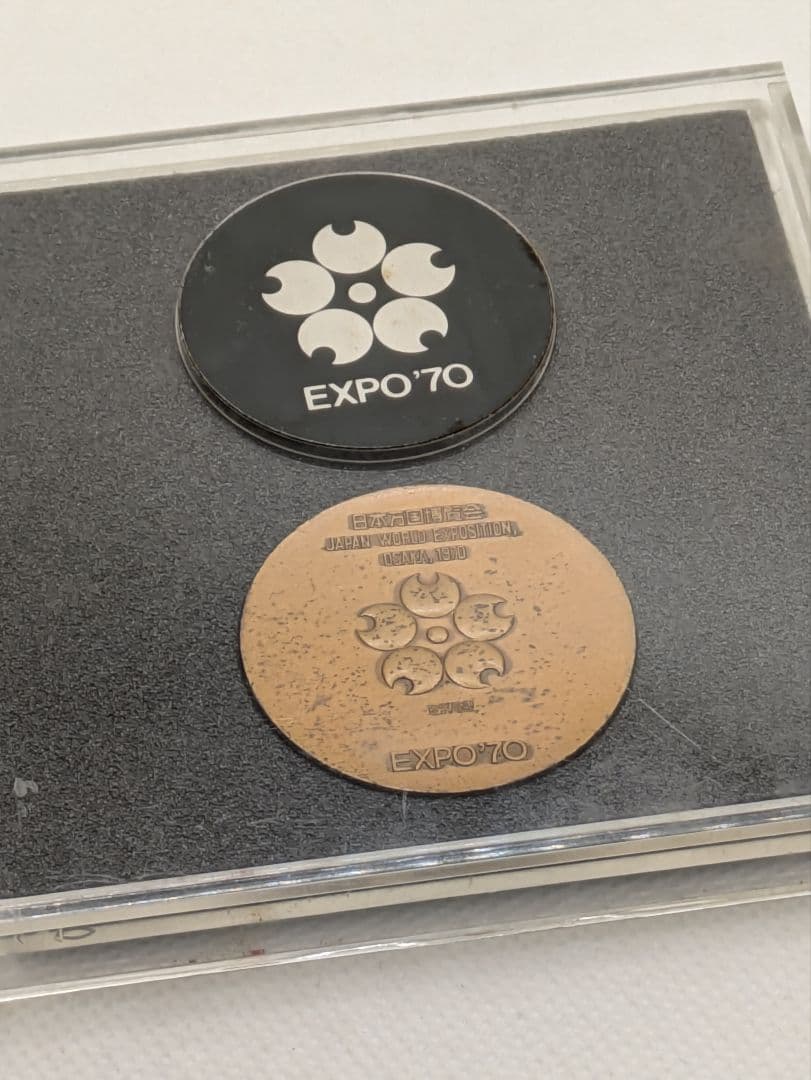 EXPO'70
日本万国博覧会
JAPAN WORLD EXPOSITION,
OSAKA, 1970
EXPO'70